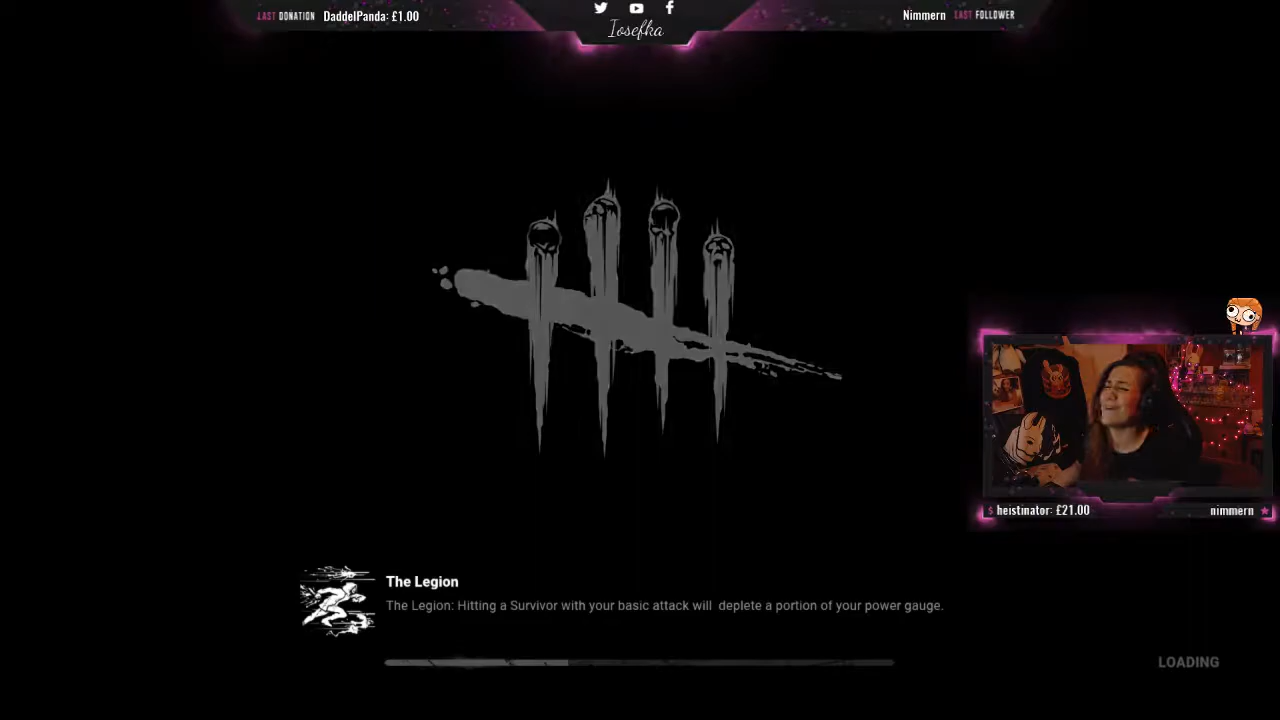 LAST DONATION DaddelPanda: £1.00
Iosefka
Nimmern LAST FOLLOWER
$ heistinator: £21.00
nimmern
The Legion
The Legion: Hitting a Survivor with your basic attack will deplete a portion of your power gauge.
LOADING